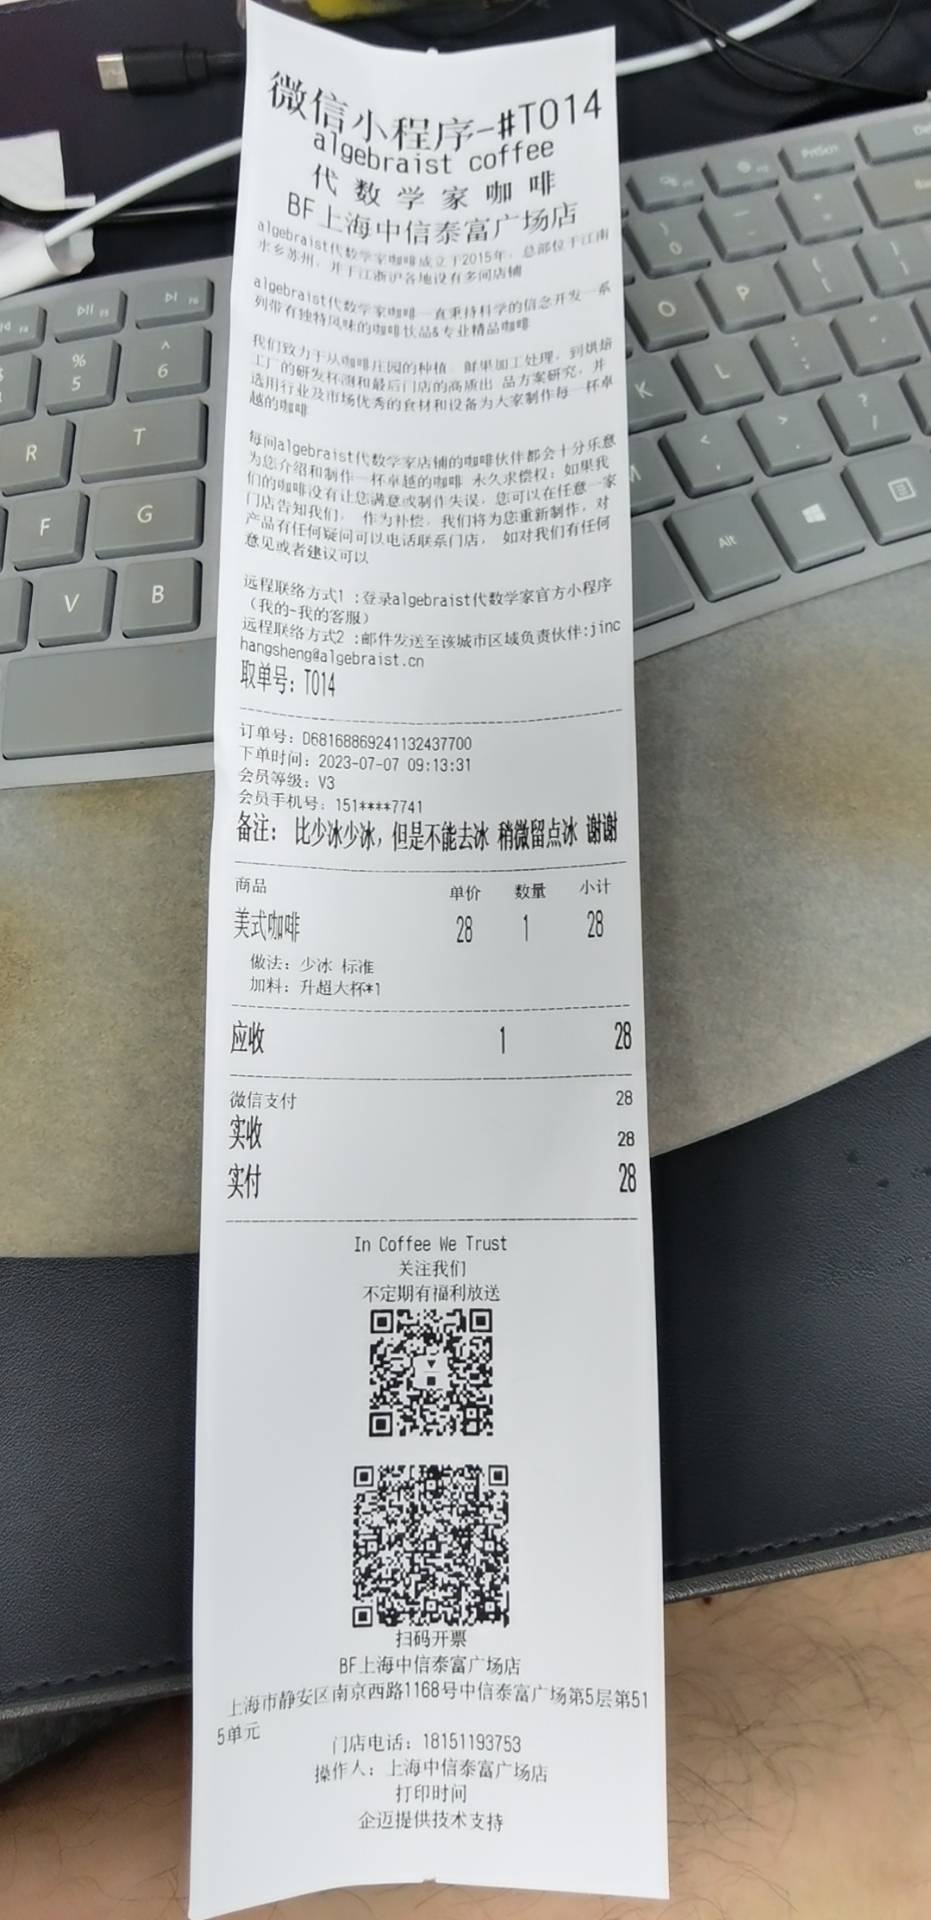 微信小程序-#T014
algebraist coffee
代数学家咖啡
BF上海中信泰富广场店
algebraist代数学家咖啡成立于2015年，总部位于江南
水乡苏州，并于江浙沪各地设有多间店铺
algebraist代数学家咖啡一直秉持科学的信念开发一系
列带有独特风味的咖啡饮品&专业精品咖啡
我们致力于从咖啡庄园的种植，鲜果加工处理，到烘焙
工厂的研发杯测和最后门店的高质出 品方案研究，并
选用行业及市场优秀的食材和设备为大家制作每一杯卓
越的咖啡
每间algebraist代数学家店铺的咖啡伙伴都会十分乐意
为您介绍和制作一杯卓越的咖啡 永久求偿权：如果我
们的咖啡没有让您满意或制作失误，您可以在任意一家
门店告知我们， 作为补偿，我们将为您重新制作，对
产品有任何疑问可以电话联系门店， 如对我们有任何
意见或者建议可以
远程联络方式1 :登录algebraist代数学家官方小程序
（我的-我的客服）
远程联络方式2 :邮件发送至该城市区域负责伙伴:jinc
hangsheng@algebraist.cn
取单号：T014
订单号：D68168869241132437700
下单时间：2023-07-07 09:13:31
会员等级：V3
会员手机号：151****7741
备注： 比少冰少冰，但是不能去冰 稍微留点冰 谢谢
商品 单价 数量 小计
美式咖啡 28 1 28
做法：少冰 标准
加料：升超大杯*1
应收 1 28
微信支付 28
实收 28
实付 28
In Coffee We Trust
关注我们
不定期有福利放送
扫码开票
BF上海中信泰富广场店
上海市静安区南京西路1168号中信泰富广场第5层第51
5单元
门店电话：18151193753
操作人：上海中信泰富广场店
打印时间
企迈提供技术支持
PrtScn
%
5
^
6
)
0
R
T
O
P
F
G
K
L
V
B
M
Alt